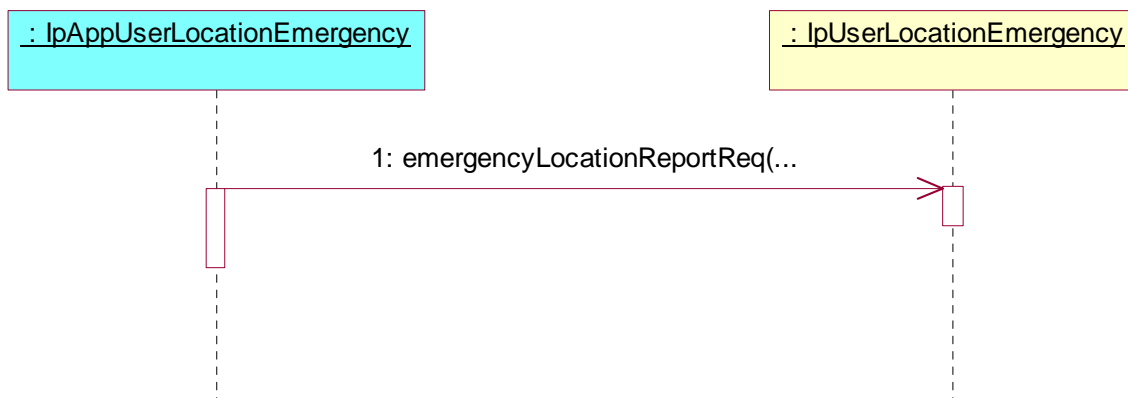 : IpAppUserLocationEmergency
: IpUserLocationEmergency
1: emergencyLocationReportReq(...